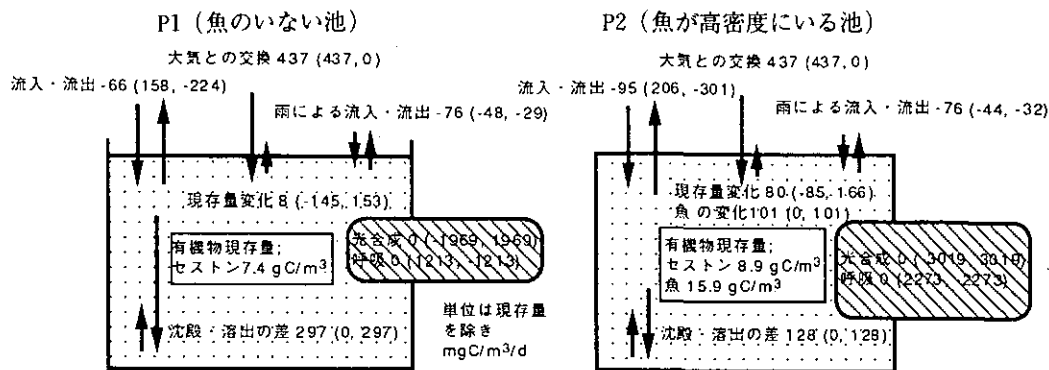 P1 (魚のいない池)
大気との交換 437 (437, 0)
流入・流出 -66 (158, -224)
雨による流入・流出 -76 (-48, -29)
現存量変化 8 (-145, 153)
有機物現存量;
セストン7.4 gC/m³
光合成 0 (-1969, 1969)
呼吸 0 (1213, -1213)
沈殿・溶出の差 297 (0, 297)
単位は現存量
を除き
mgC/m³/d
P2 (魚が高密度にいる池)
大気との交換 437 (437, 0)
流入・流出 -95 (206, -301)
雨による流入・流出 -76 (-44, -32)
現存量変化 80 (-85, 166)
魚の変化101 (0, 101)
有機物現存量:
セストン 8.9 gC/m³
魚 15.9 gC/m³
光合成 0 (-3019, 3019)
呼吸 0 (2273, -2273)
沈殿・溶出の差 128 (0, 128)